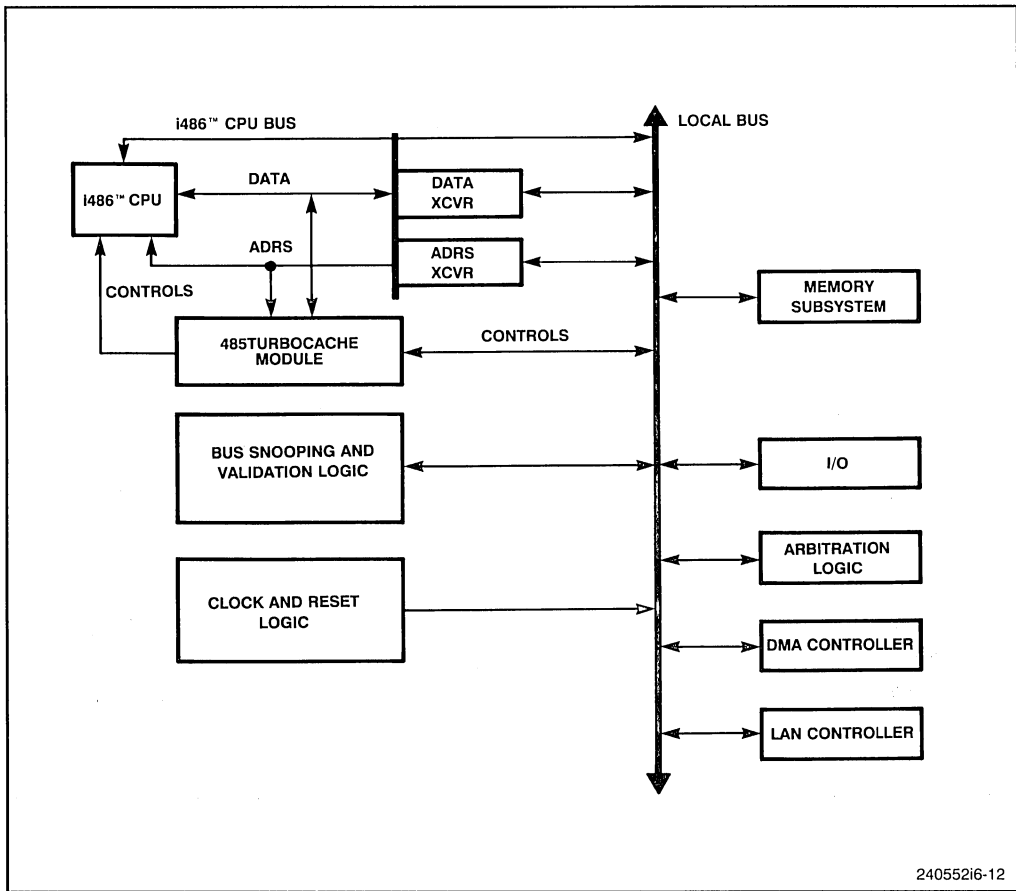 i486™ CPU BUS
LOCAL BUS
i486™ CPU
DATA
DATA
XCVR
ADRS
ADRS
XCVR
CONTROLS
MEMORY
SUBSYSTEM
485TURBOCACHE
MODULE
CONTROLS
BUS SNOOPING AND
VALIDATION LOGIC
I/O
ARBITRATION
LOGIC
CLOCK AND RESET
LOGIC
DMA CONTROLLER
LAN CONTROLLER
240552i6-12